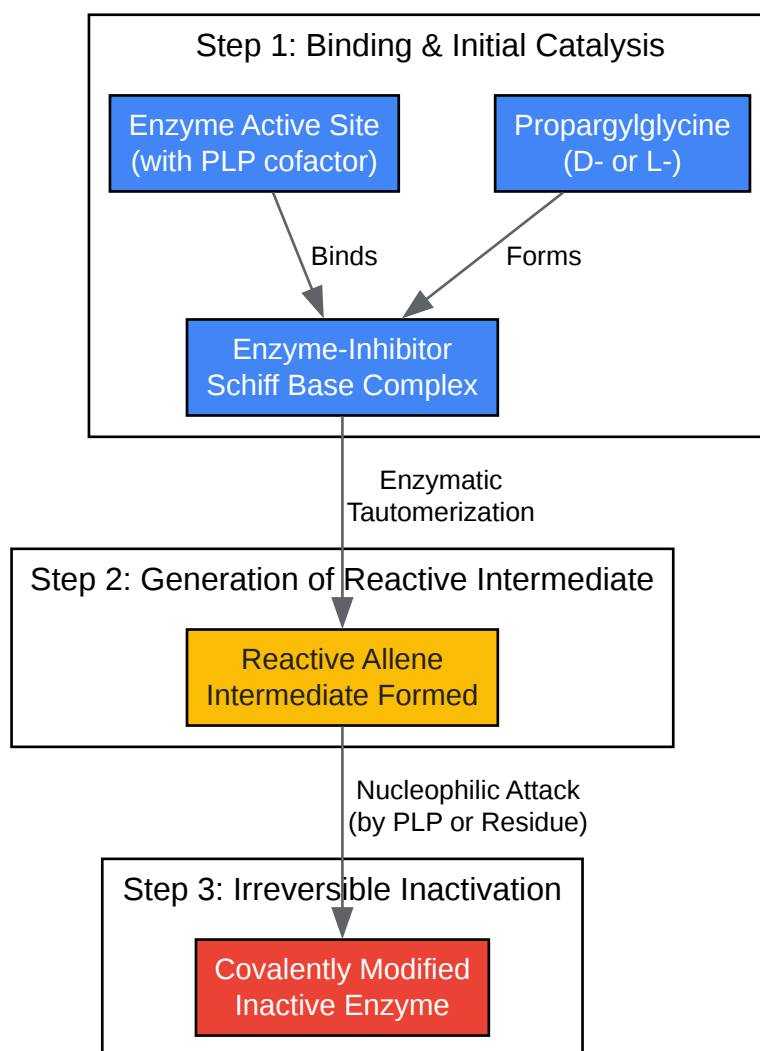 Step 1: Binding & Initial Catalysis
Enzyme Active Site
(with PLP cofactor)
Propargylglycine
(D- or L-)
Binds
Forms
Enzyme-Inhibitor
Schiff Base Complex
Enzymatic
Tautomerization
Step 2: Generation of Reactive Intermediate
Reactive Allene
Intermediate Formed
Nucleophilic Attack
(by PLP or Residue)
Step 3: Irreversible Inactivation
Covalently Modified
Inactive Enzyme